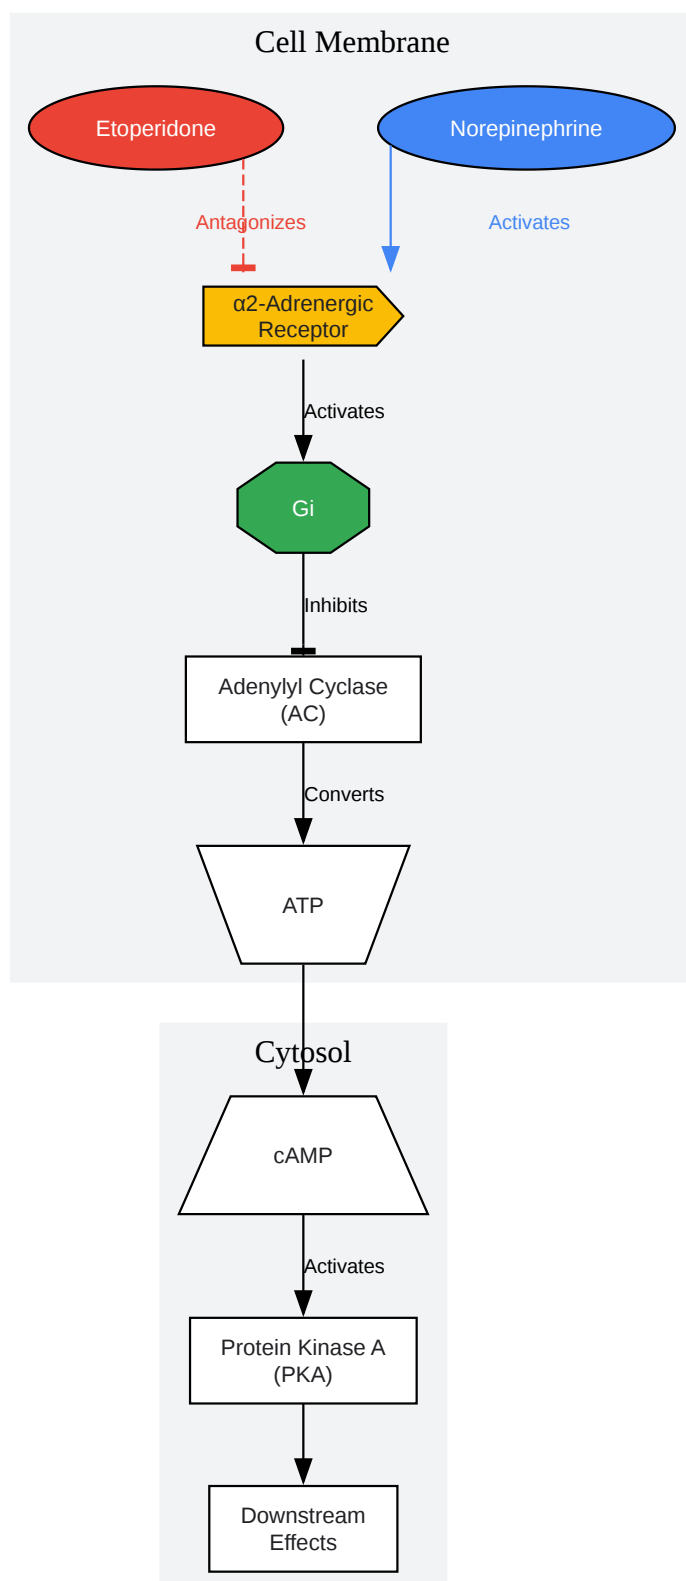 Cell Membrane
Etoperidone
Norepinephrine
Antagonizes
Activates
α2-Adrenergic
Receptor
Activates
Gi
Inhibits
Adenylyl Cyclase
(AC)
Converts
ATP
Cytosol
cAMP
Activates
Protein Kinase A
(PKA)
Downstream
Effects